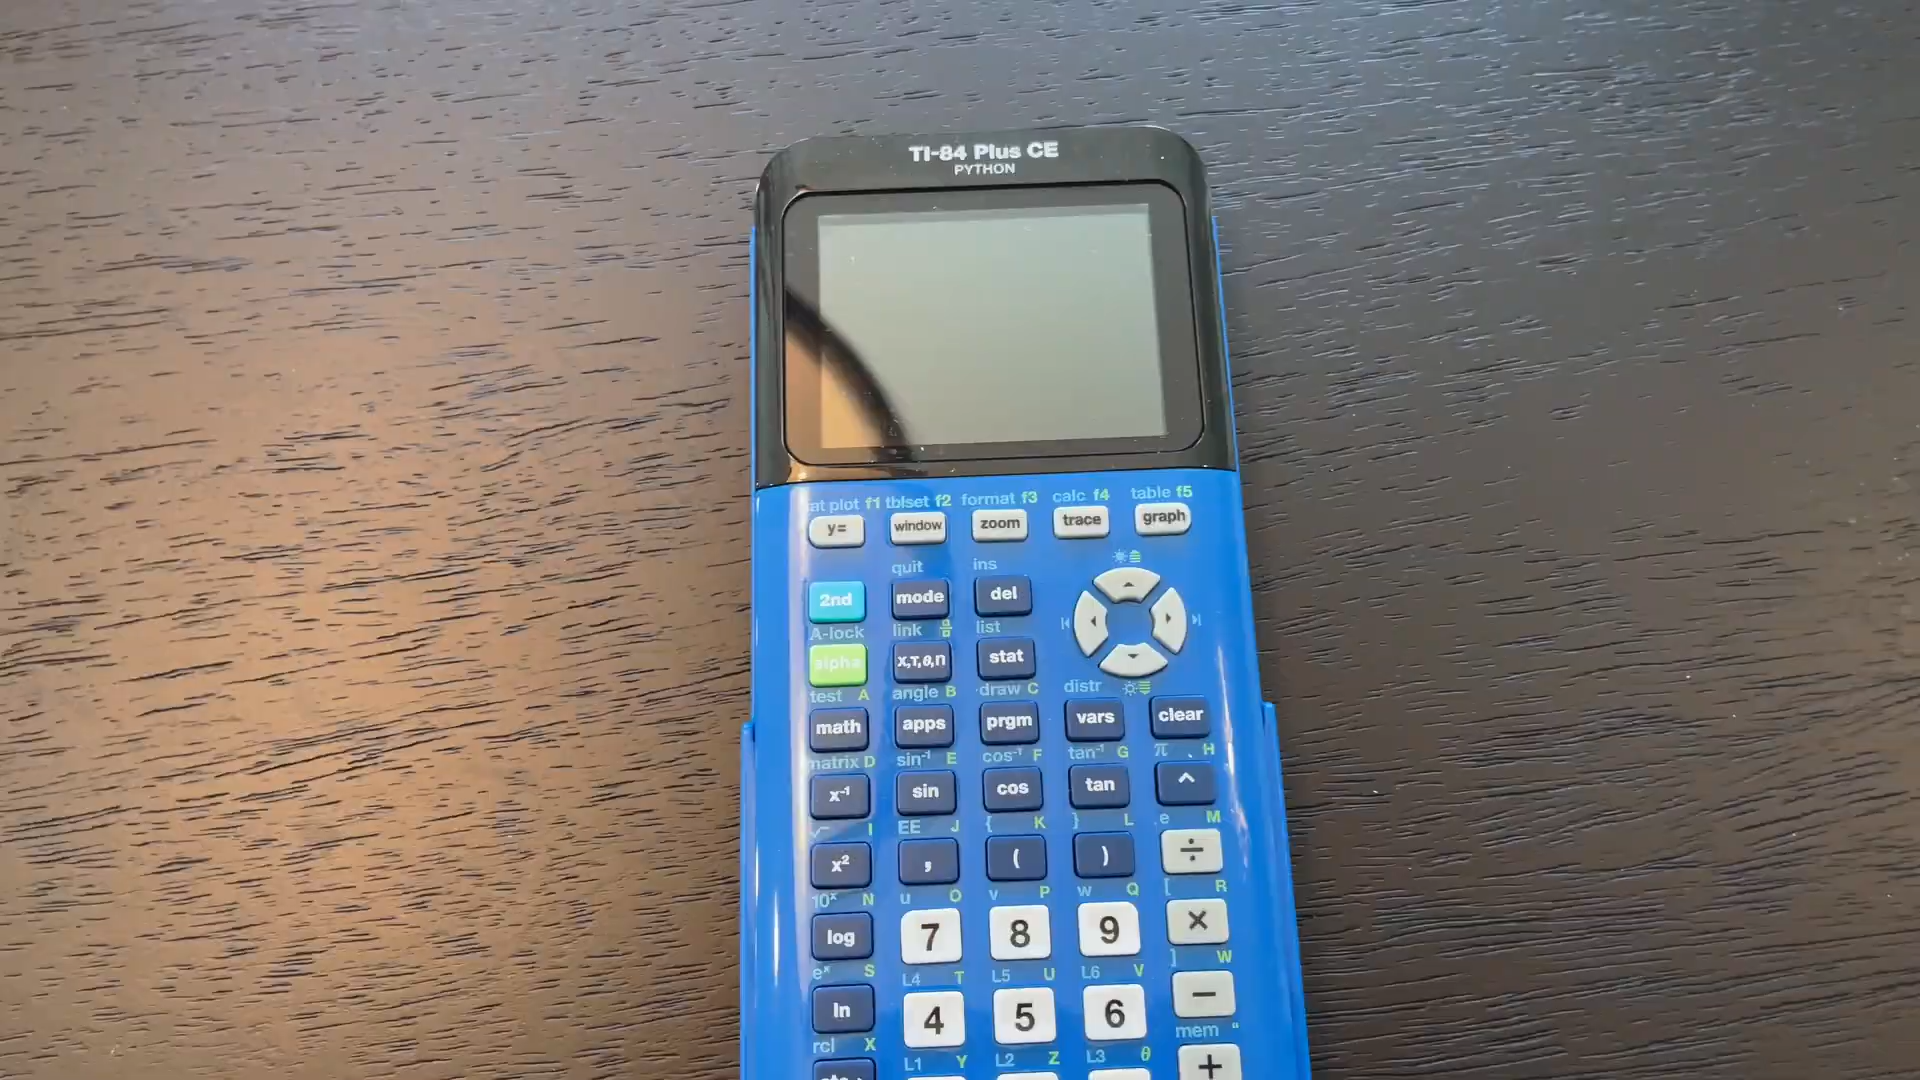 TI-84 Plus CE
PYTHON
at plot f1 tblset f2 format f3 calc f4 table f5
y= window zoom trace graph
quit ins
2nd mode del
A-lock link list
alpha X,T,θ,n stat
test A angle B draw C distr
math apps prgm vars clear
matrix D sin⁻¹ E cos⁻¹ F tan⁻¹ G π H
x⁻¹ sin cos tan ^
√ I EE J { K } L e M
x² , ( ) ÷
10ˣ N u O v P w Q [ R
log 7 8 9 ×
eˣ S L4 T L5 U L6 V ] W
ln 4 5 6 −
rcl X L1 Y L2 Z L3 θ mem "
+